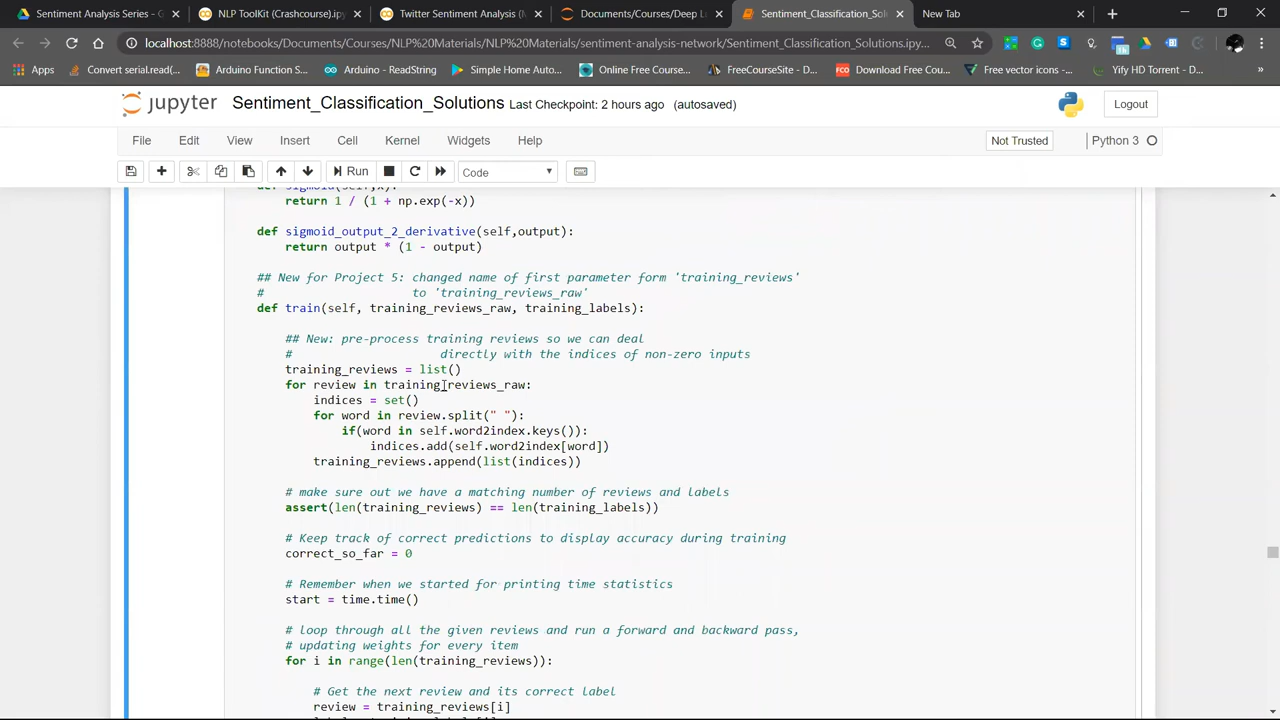 Sentiment Analysis Series - G
NLP ToolKit (Crashcourse).ipy
Twitter Sentiment Analysis (N
Documents/Courses/Deep L
Sentiment_Classification_Solu
New Tab
localhost:8888/notebooks/Documents/Courses/NLP%20Materials/NLP%20Materials/sentiment-analysis-network/Sentiment_Classification_Solutions.ipy...
Apps
Convert serial.read(...
Arduino Function S...
Arduino - ReadString
Simple Home Auto...
Online Free Course...
FreeCourseSite - D...
Download Free Cou...
Free vector icons -...
Yify HD Torrent - D...
jupyter Sentiment_Classification_Solutions Last Checkpoint: 2 hours ago (autosaved)
Logout
File Edit View Insert Cell Kernel Widgets Help
Not Trusted
Python 3
Run
Code
def sigmoid(self,x):
return 1 / (1 + np.exp(-x))
def sigmoid_output_2_derivative(self,output):
return output * (1 - output)
## New for Project 5: changed name of first parameter form 'training_reviews'
# to 'training_reviews_raw'
def train(self, training_reviews_raw, training_labels):
## New: pre-process training reviews so we can deal
# directly with the indices of non-zero inputs
training_reviews = list()
for review in training_reviews_raw:
indices = set()
for word in review.split(" "):
if(word in self.word2index.keys()):
indices.add(self.word2index[word])
training_reviews.append(list(indices))
# make sure out we have a matching number of reviews and labels
assert(len(training_reviews) == len(training_labels))
# Keep track of correct predictions to display accuracy during training
correct_so_far = 0
# Remember when we started for printing time statistics
start = time.time()
# loop through all the given reviews and run a forward and backward pass,
# updating weights for every item
for i in range(len(training_reviews)):
# Get the next review and its correct label
review = training_reviews[i]